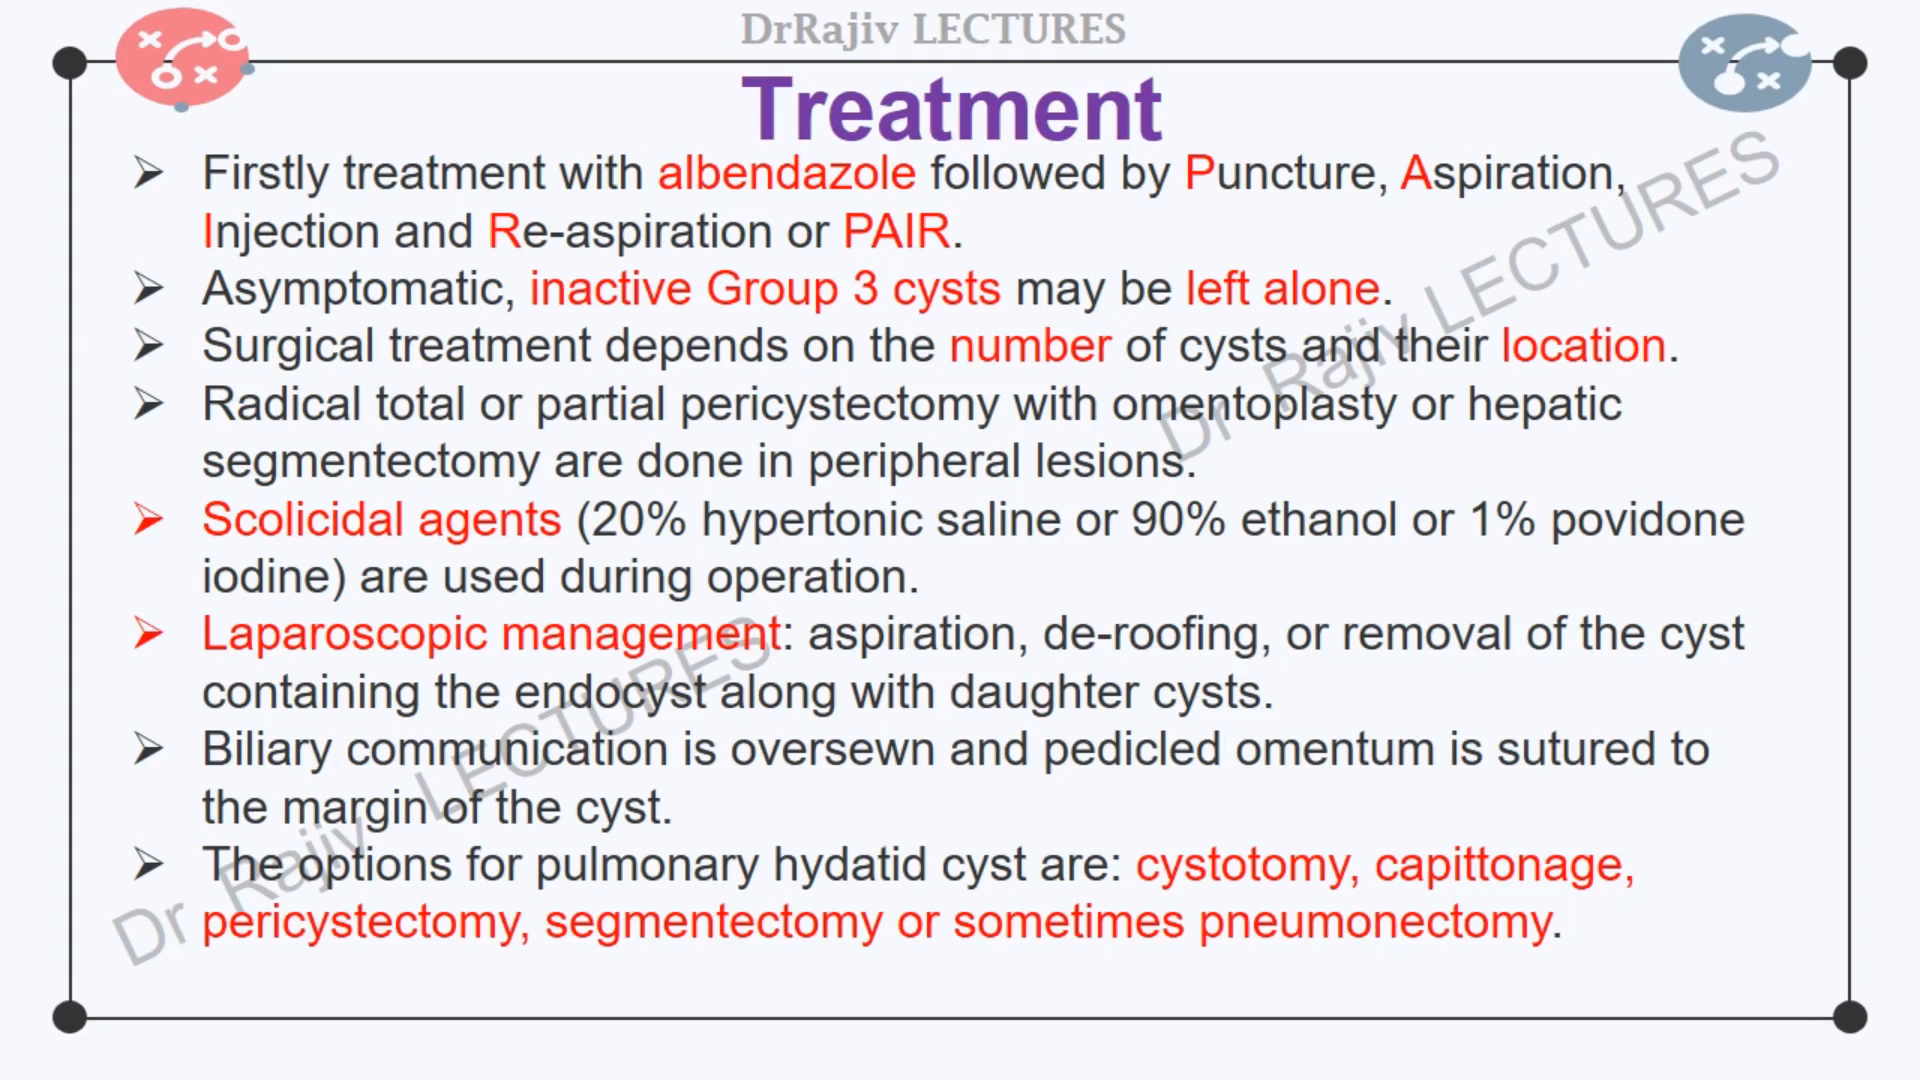 DrRajiv LECTURES
Treatment
➢ Firstly treatment with albendazole followed by Puncture, Aspiration,
Injection and Re-aspiration or PAIR.
➢ Asymptomatic, inactive Group 3 cysts may be left alone.
➢ Surgical treatment depends on the number of cysts and their location.
➢ Radical total or partial pericystectomy with omentoplasty or hepatic
segmentectomy are done in peripheral lesions.
➢ Scolicidal agents (20% hypertonic saline or 90% ethanol or 1% povidone
iodine) are used during operation.
➢ Laparoscopic management: aspiration, de-roofing, or removal of the cyst
containing the endocyst along with daughter cysts.
➢ Biliary communication is oversewn and pedicled omentum is sutured to
the margin of the cyst.
➢ The options for pulmonary hydatid cyst are: cystotomy, capittonage,
pericystectomy, segmentectomy or sometimes pneumonectomy.
Dr Rajiv LECTURES
Dr Rajiv LECTURES